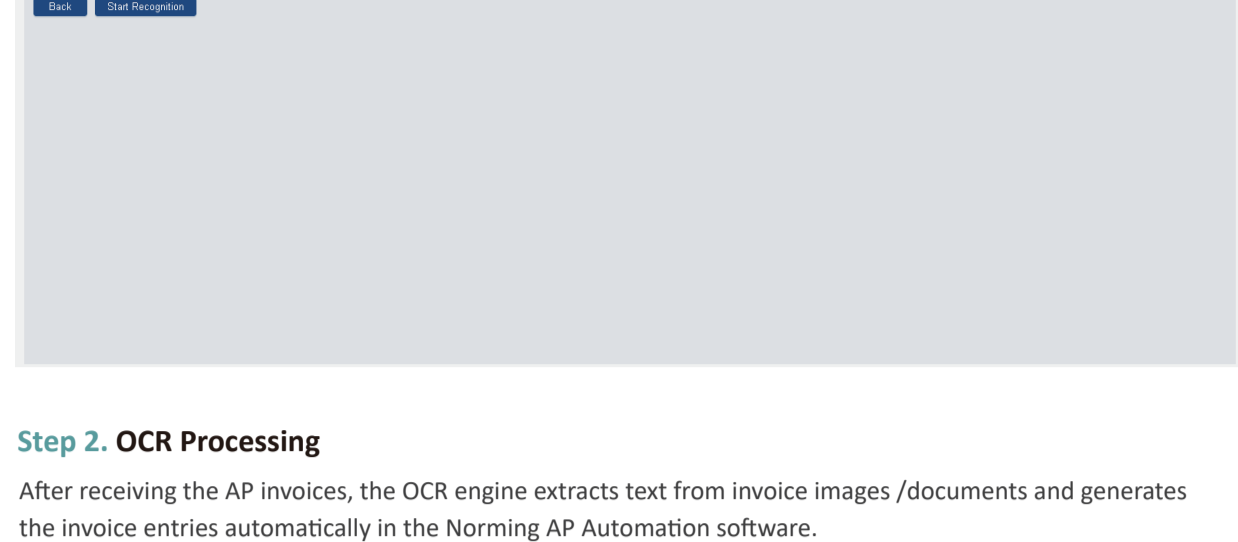 Back Start Recognition
Step 2. OCR Processing
After receiving the AP invoices, the OCR engine extracts text from invoice images /documents and generates
the invoice entries automatically in the Norming AP Automation software.